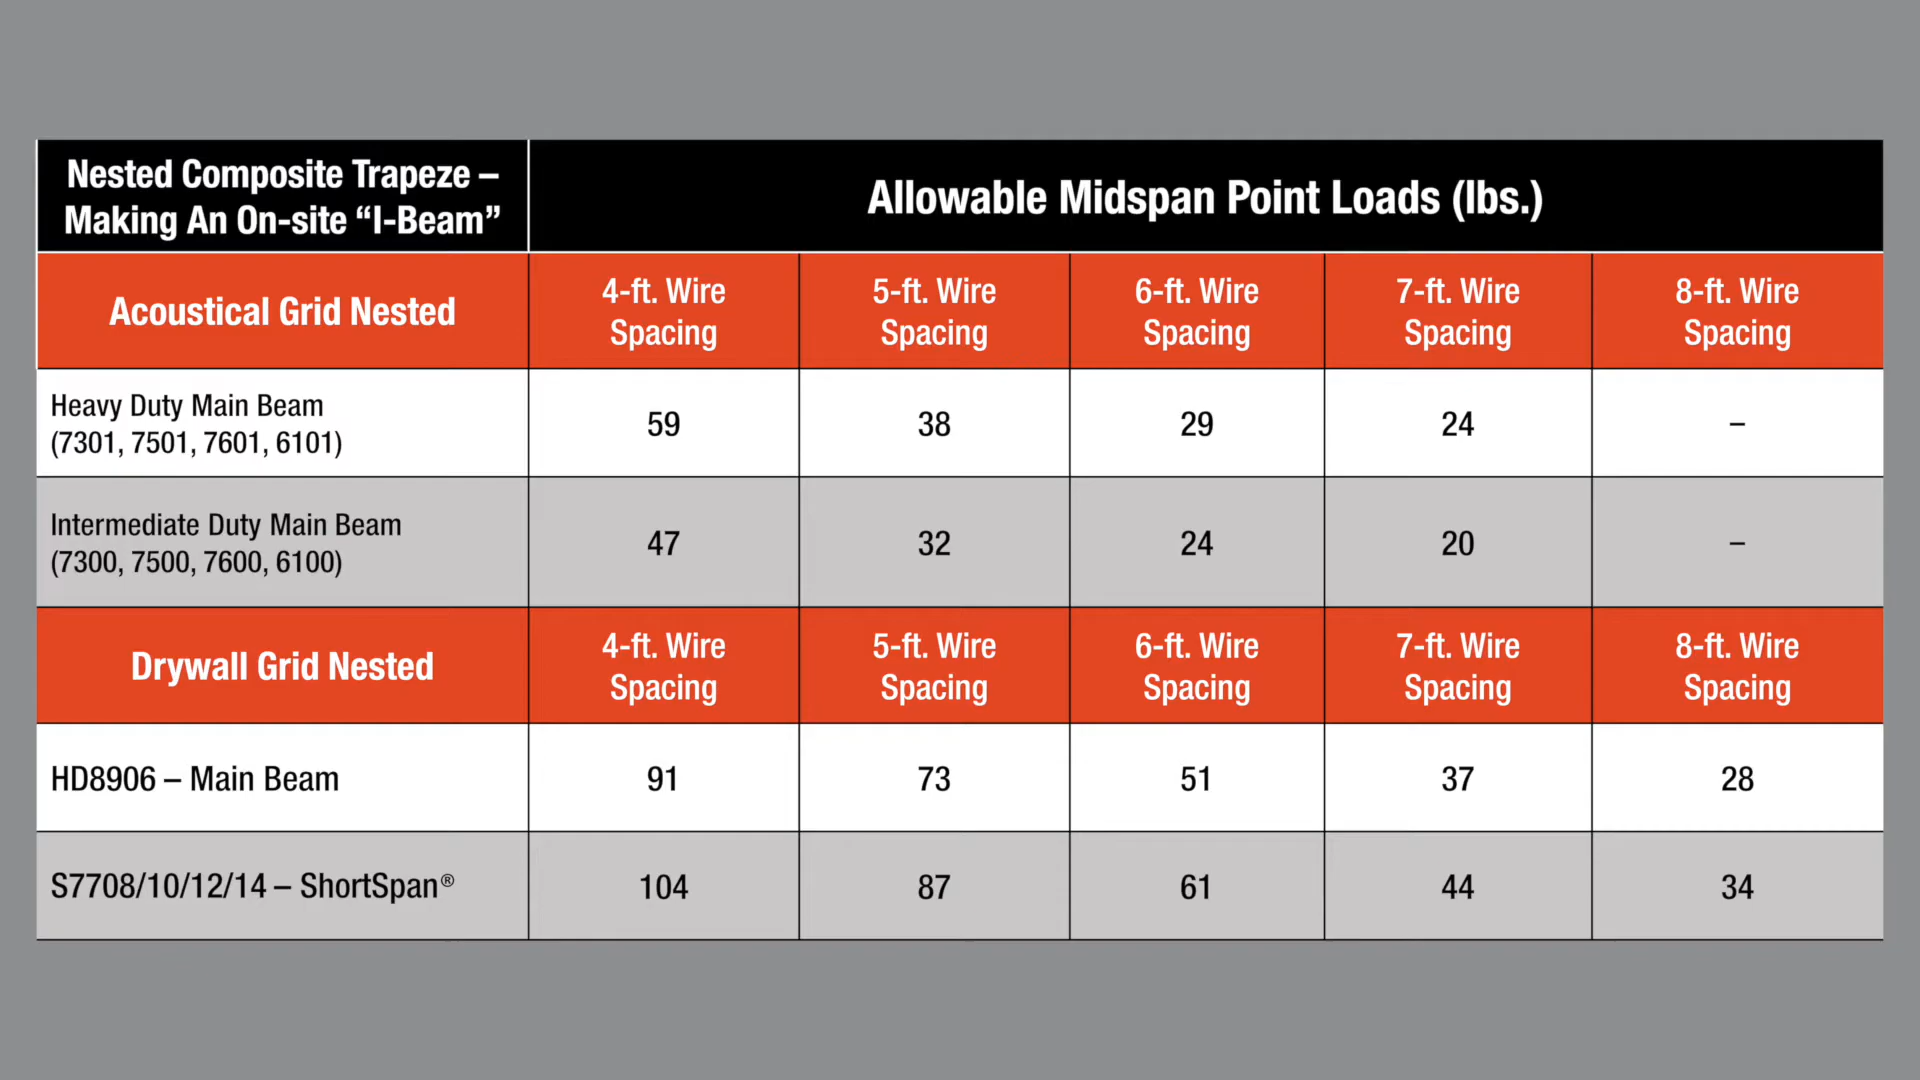 Nested Composite Trapeze –
Making An On-site “I-Beam”
Allowable Midspan Point Loads (lbs.)
Acoustical Grid Nested
4-ft. Wire
Spacing
5-ft. Wire
Spacing
6-ft. Wire
Spacing
7-ft. Wire
Spacing
8-ft. Wire
Spacing
Heavy Duty Main Beam
(7301, 7501, 7601, 6101)
59
38
29
24
–
Intermediate Duty Main Beam
(7300, 7500, 7600, 6100)
47
32
24
20
–
Drywall Grid Nested
4-ft. Wire
Spacing
5-ft. Wire
Spacing
6-ft. Wire
Spacing
7-ft. Wire
Spacing
8-ft. Wire
Spacing
HD8906 – Main Beam
91
73
51
37
28
S7708/10/12/14 – ShortSpan®
104
87
61
44
34